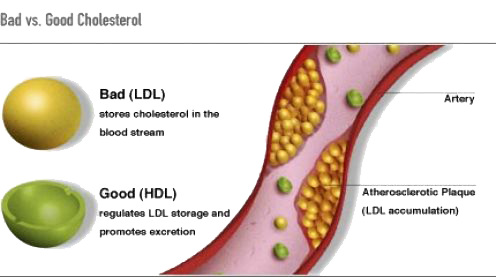 Bad vs. Good Cholesterol
Bad (LDL)
stores cholesterol in the
blood stream
Artery
Good (HDL)
regulates LDL storage and
promotes excretion
Atherosclerotic Plaque
(LDL accumulation)